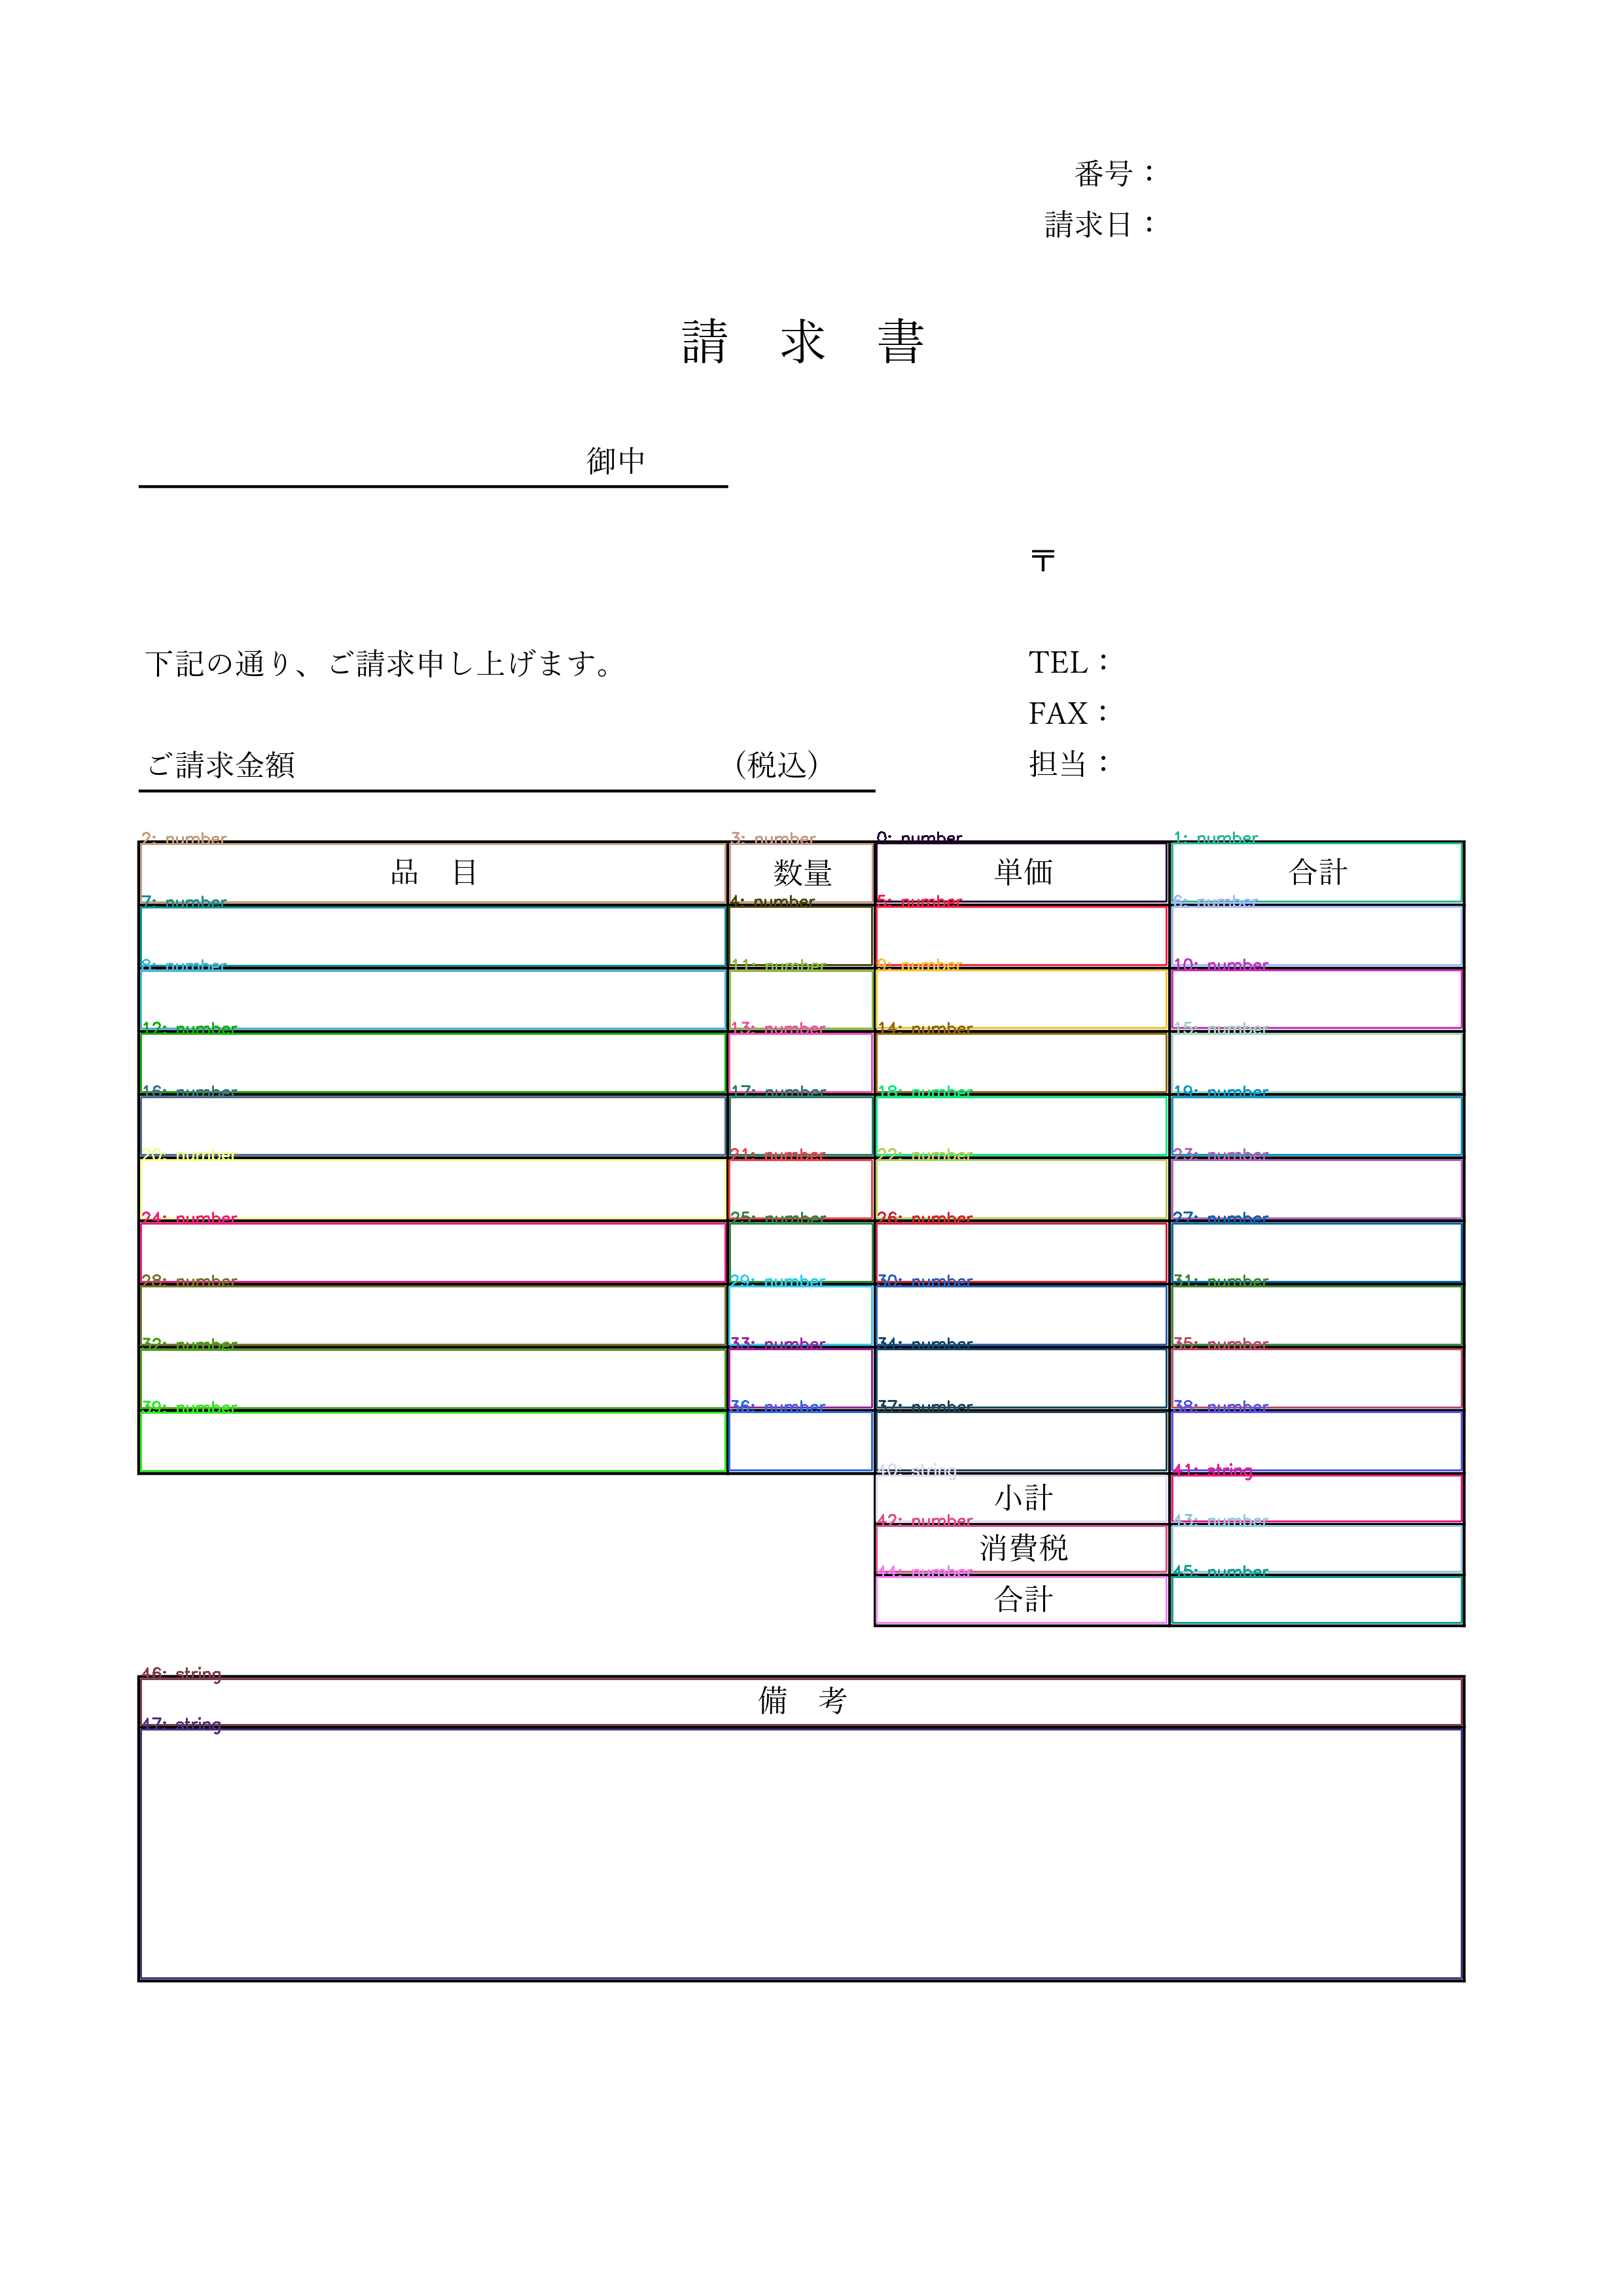 番号：
請求日：
請　求　書
御中
〒
下記の通り、ご請求申し上げます。
TEL：
FAX：
ご請求金額
（税込）
担当：
2: number 3: number 0: number 1: number
品　目 数量 単価 合計
7: number 4: number 5: number 6: number
8: number 11: number 9: number 10: number
12: number 13: number 14: number 15: number
16: number 17: number 18: number 19: number
20: number 21: number 22: number 23: number
24: number 25: number 26: number 27: number
28: number 29: number 30: number 31: number
32: number 33: number 34: number 35: number
39: number 36: number 37: number 38: number
40: string 41: string
小計
42: number 43: number
消費税
44: number 45: number
合計
46: string
備　考
47: string